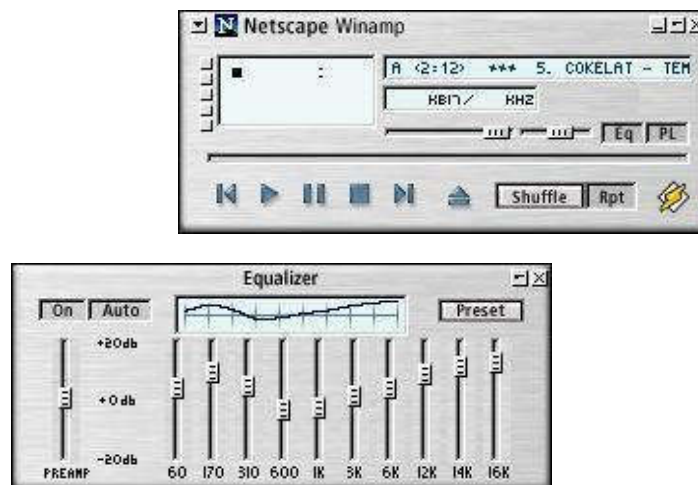 Netscape Winamp
A (2:12) *** 5. COKELAT - TEM
KBIT/ KHZ
Eq PL
Shuffle Rpt
Equalizer
On Auto Preset
+20db
+0db
-20db
PREAMP 60 170 310 600 1K 3K 6K 12K 14K 16K